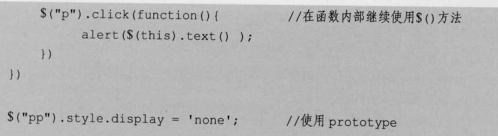 $("p").click(function(){ //在函数内部继续使用$()方法
alert($(this).text() );
})
})
$("pp").style.display = 'none'; //使用 prototype